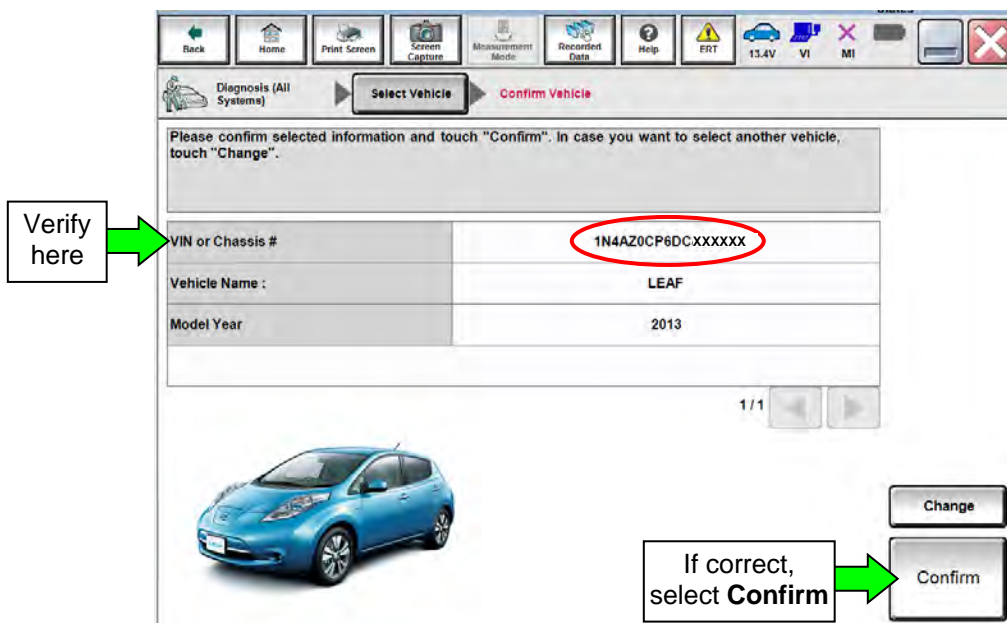 Back
Home
Print Screen
Screen
Capture
Measurement
Mode
Recorded
Data
Help
ERT
13.4V
VI
MI
Diagnosis (All
Systems)
Select Vehicle
Confirm Vehicle
Please confirm selected information and touch "Confirm". In case you want to select another vehicle,
touch "Change".
Verify
here
VIN or Chassis #
1N4AZ0CP6DCXXXXXX
Vehicle Name :
LEAF
Model Year
2013
1/1
Change
If correct,
select Confirm
Confirm